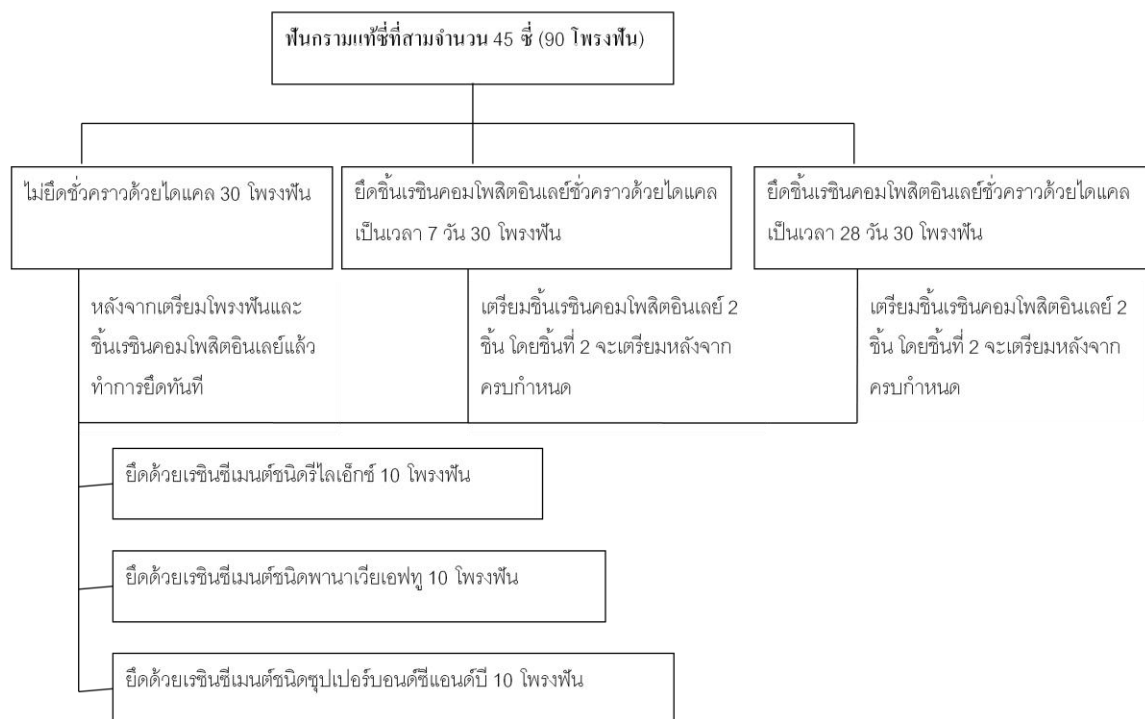 ฟันกรามแท้ซี่ที่สามจำนวน 45 ซี่ (90 โพรงฟัน)
ไม่ยึดชั่วคราวด้วยไดแคล 30 โพรงฟัน
ยึดชิ้นเรซินคอมโพสิตอินเลย์ชั่วคราวด้วยไดแคล
เป็นเวลา 7 วัน 30 โพรงฟัน
ยึดชิ้นเรซินคอมโพสิตอินเลย์ชั่วคราวด้วยไดแคล
เป็นเวลา 28 วัน 30 โพรงฟัน
หลังจากเตรียมโพรงฟันและ
ชิ้นเรซินคอมโพสิตอินเลย์แล้ว
ทำการยึดทันที
เตรียมชิ้นเรซินคอมโพสิตอินเลย์ 2
ชิ้น โดยชิ้นที่ 2 จะเตรียมหลังจาก
ครบกำหนด
เตรียมชิ้นเรซินคอมโพสิตอินเลย์ 2
ชิ้น โดยชิ้นที่ 2 จะเตรียมหลังจาก
ครบกำหนด
ยึดด้วยเรซินซีเมนต์ชนิดรีไลเอ็กซ์ 10 โพรงฟัน
ยึดด้วยเรซินซีเมนต์ชนิดพานาเวียเอฟทู 10 โพรงฟัน
ยึดด้วยเรซินซีเมนต์ชนิดซุปเปอร์บอนด์ซีแอนด์บี 10 โพรงฟัน